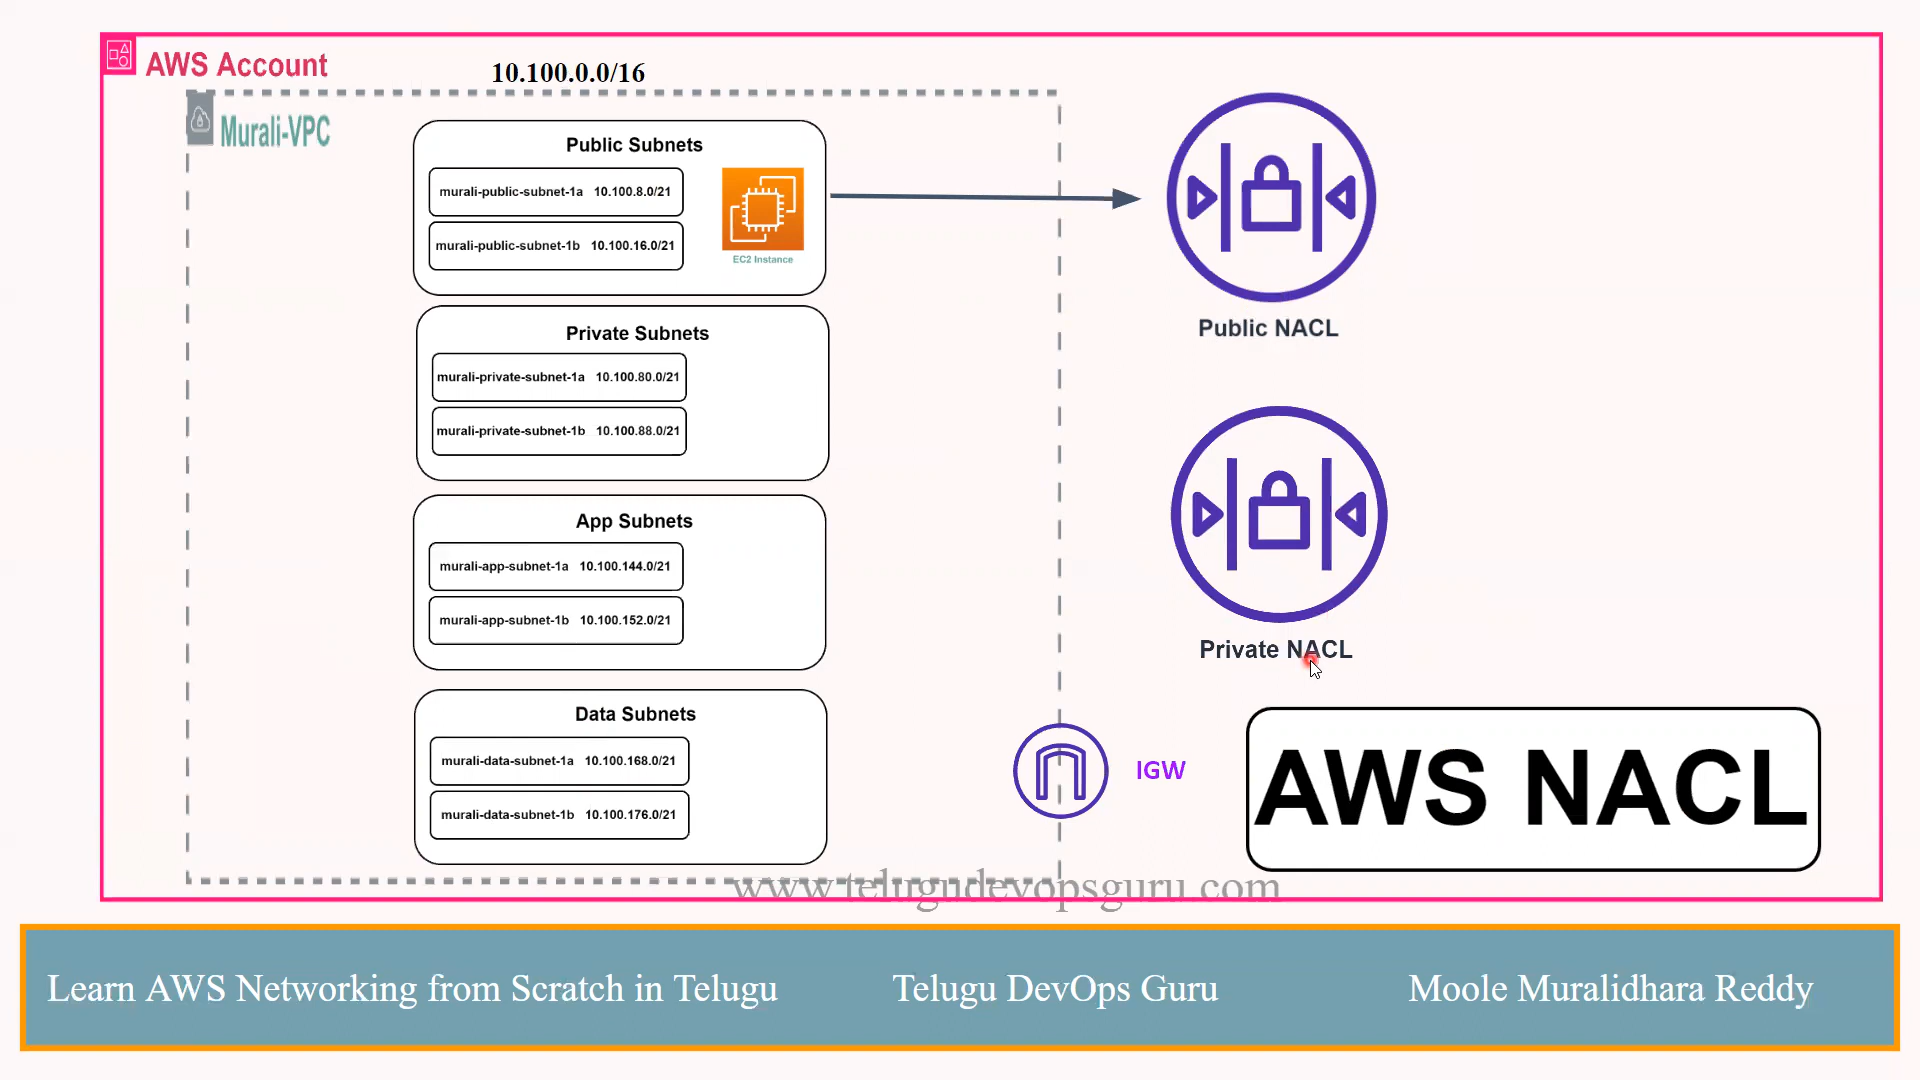 AWS Account
10.100.0.0/16
Murali-VPC
Public Subnets
murali-public-subnet-1a 10.100.8.0/21
murali-public-subnet-1b 10.100.16.0/21
EC2 Instance
Private Subnets
murali-private-subnet-1a 10.100.80.0/21
murali-private-subnet-1b 10.100.88.0/21
App Subnets
murali-app-subnet-1a 10.100.144.0/21
murali-app-subnet-1b 10.100.152.0/21
Data Subnets
murali-data-subnet-1a 10.100.168.0/21
murali-data-subnet-1b 10.100.176.0/21
Public NACL
Private NACL
IGW
AWS NACL
www.telugudevopsguru.com
Learn AWS Networking from Scratch in Telugu
Telugu DevOps Guru
Moole Muralidhara Reddy